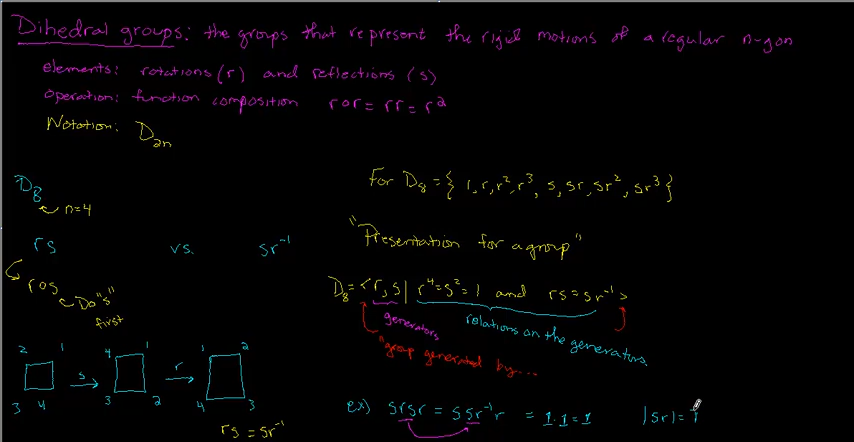 Dihedral groups: the groups that represent the rigid motions of a regular n-gon
elements: rotations (r) and reflections (s)
operation: function composition r∘r = rr = r²
Notation: D₂ₙ
D₈
n=4
For D₈ = { 1, r, r², r³, s, sr, sr², sr³ }
rs vs. sr⁻¹
"Presentation for a group"
r∘s
Do "s"
first
D₈ = < r, s | r⁴ = s² = 1 and rs = sr⁻¹ >
generators
relations on the generators.
"group generated by...
2 1
3 4
s
4 1
3 2
r
1 2
4 3
rs = sr⁻¹
ex) srsr = ssr⁻¹r = 1·1 = 1
|sr| = 1